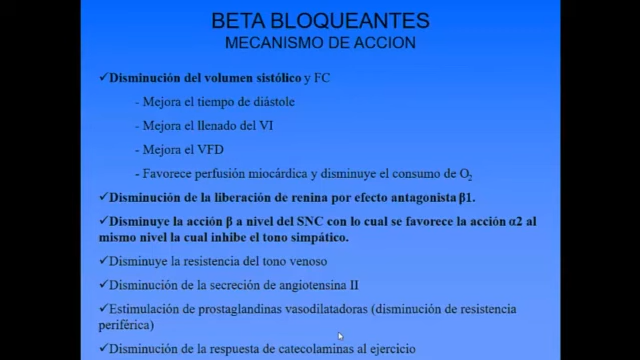 BETA BLOQUEANTES
MECANISMO DE ACCION
✓Disminución del volumen sistólico y FC
- Mejora el tiempo de diástole
- Mejora el llenado del VI
- Mejora el VFD
- Favorece perfusión miocárdica y disminuye el consumo de O₂
✓Disminución de la liberación de renina por efecto antagonista β1.
✓Disminuye la acción β a nivel del SNC con lo cual se favorece la acción α2 al
mismo nivel la cual inhibe el tono simpático.
✓Disminuye la resistencia del tono venoso
✓Disminución de la secreción de angiotensina II
✓Estimulación de prostaglandinas vasodilatadoras (disminución de resistencia
periférica)
✓Disminución de la respuesta de catecolaminas al ejercicio